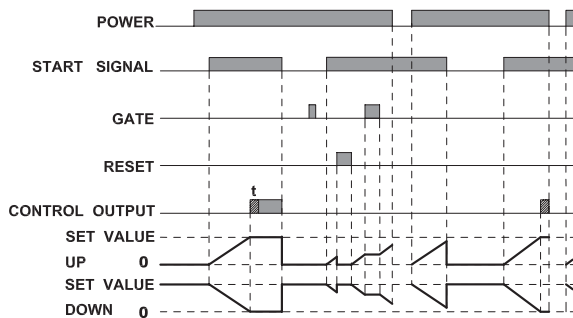 POWER
START SIGNAL
GATE
RESET
t
CONTROL OUTPUT
SET VALUE
UP 0
SET VALUE
DOWN 0